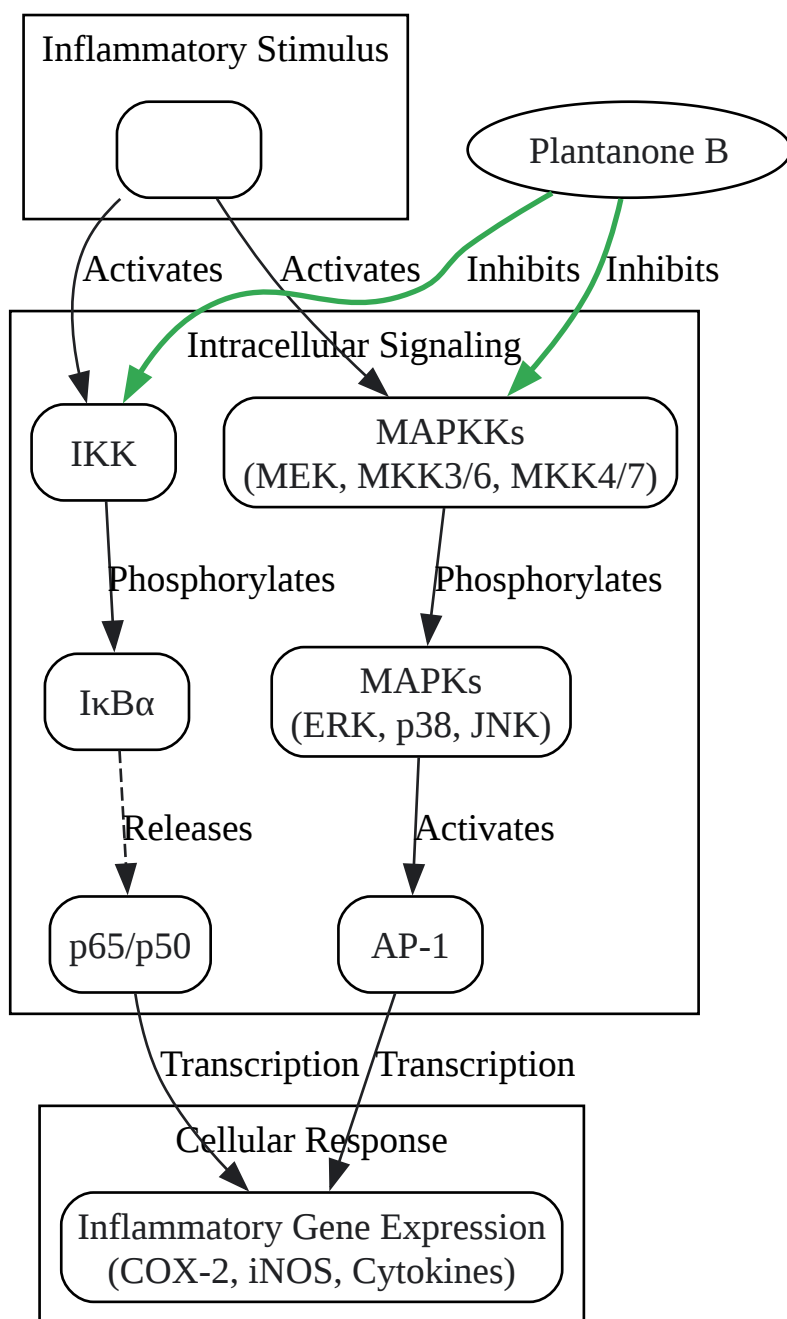 Inflammatory Stimulus
Plantanone B
Activates
Activates
Inhibits
Inhibits
Intracellular Signaling
IKK
MAPKKs
(MEK, MKK3/6, MKK4/7)
Phosphorylates
Phosphorylates
IκBα
MAPKs
(ERK, p38, JNK)
Releases
Activates
p65/p50
AP-1
Transcription
Transcription
Cellular Response
Inflammatory Gene Expression
(COX-2, iNOS, Cytokines)